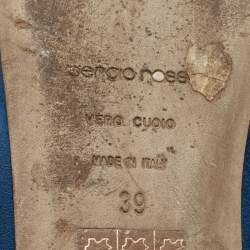 sergio rossi
VERO CUOIO
MADE IN ITALY
39